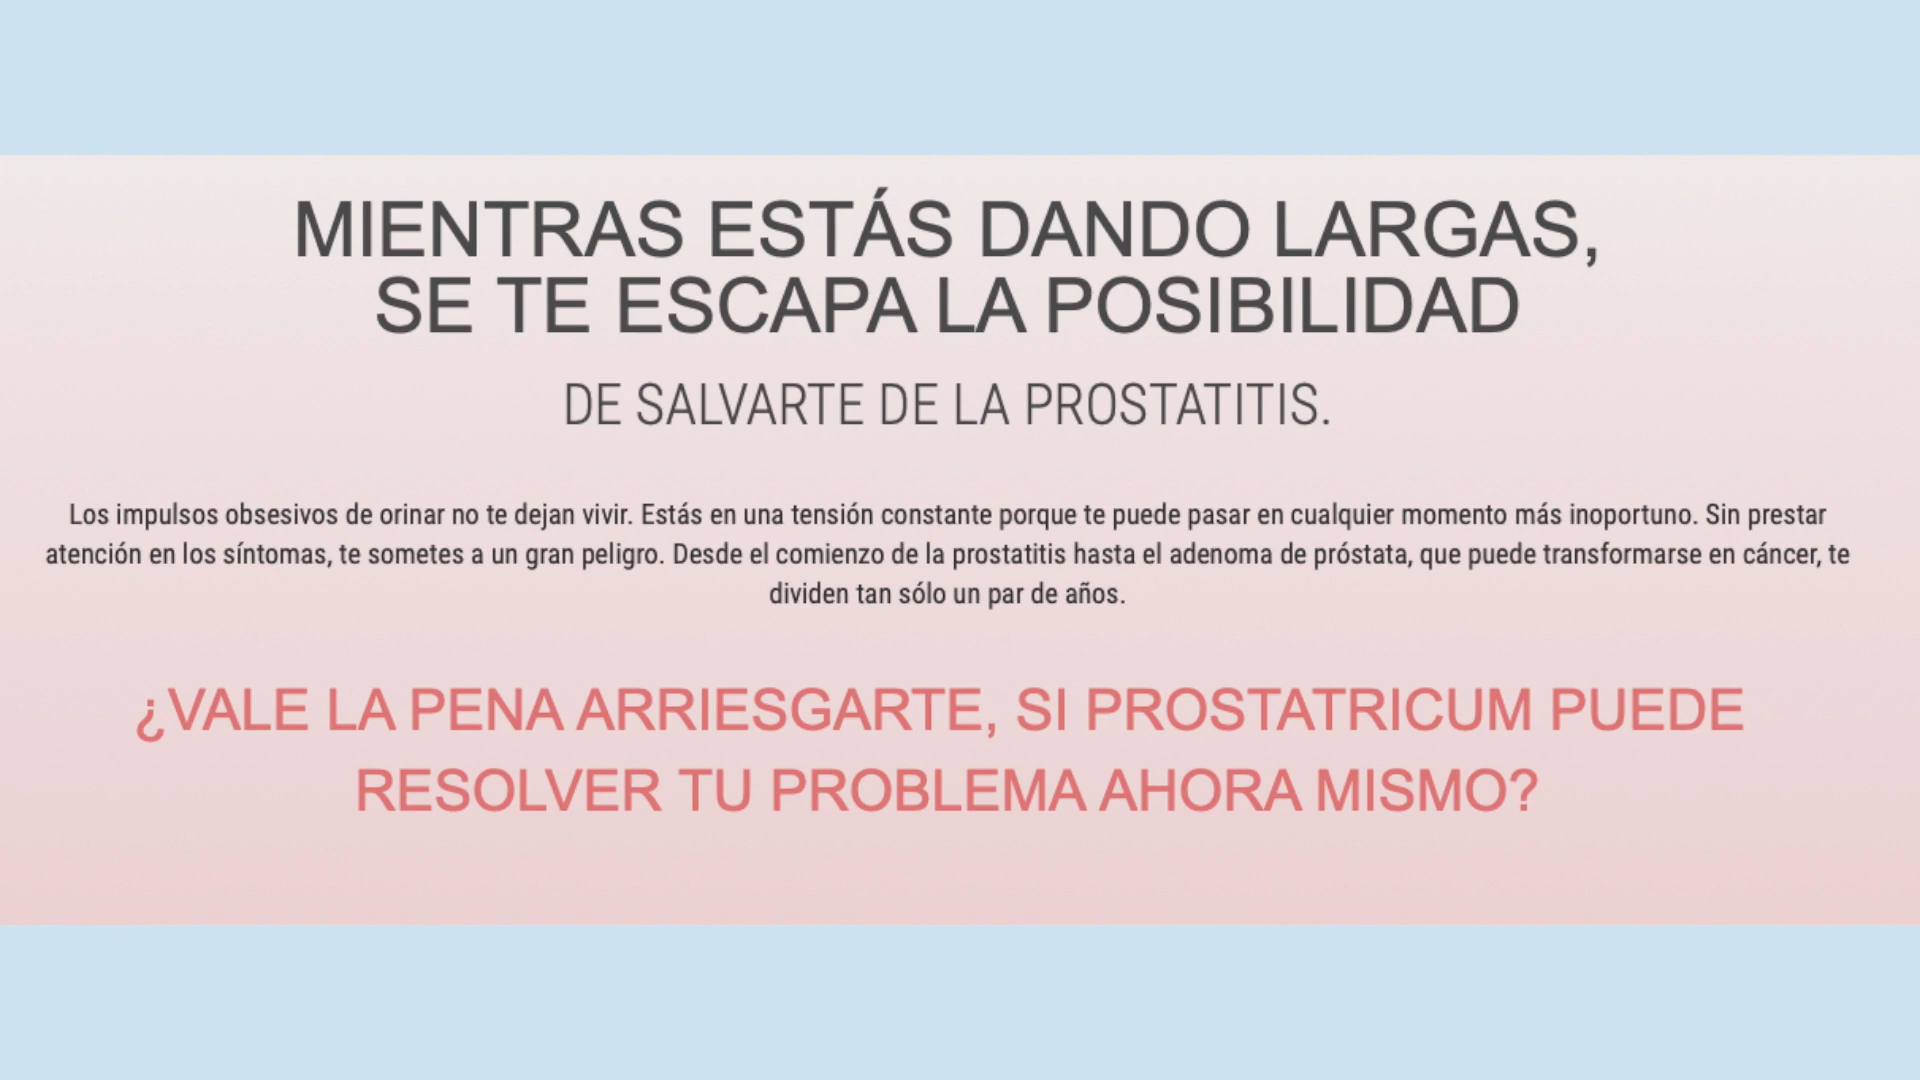 MIENTRAS ESTÁS DANDO LARGAS,
SE TE ESCAPA LA POSIBILIDAD
DE SALVARTE DE LA PROSTATITIS.
Los impulsos obsesivos de orinar no te dejan vivir. Estás en una tensión constante porque te puede pasar en cualquier momento más inoportuno. Sin prestar
atención en los síntomas, te sometes a un gran peligro. Desde el comienzo de la prostatitis hasta el adenoma de próstata, que puede transformarse en cáncer, te
dividen tan sólo un par de años.
¿VALE LA PENA ARRIESGARTE, SI PROSTATRICUM PUEDE
RESOLVER TU PROBLEMA AHORA MISMO?